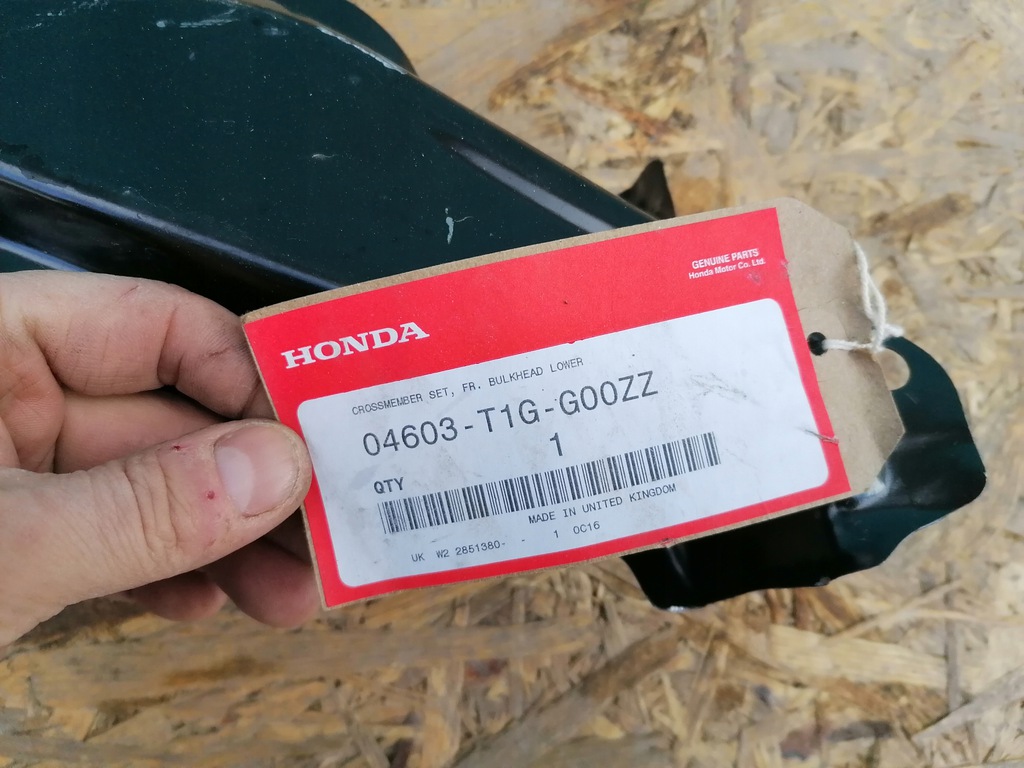 GENUINE PARTS
Honda Motor Co. Ltd.
HONDA
CROSSMEMBER SET, FR. BULKHEAD LOWER
04603-T1G-G00ZZ
QTY 1
MADE IN UNITED KINGDOM
UK W2 2851380- - 1 0C16